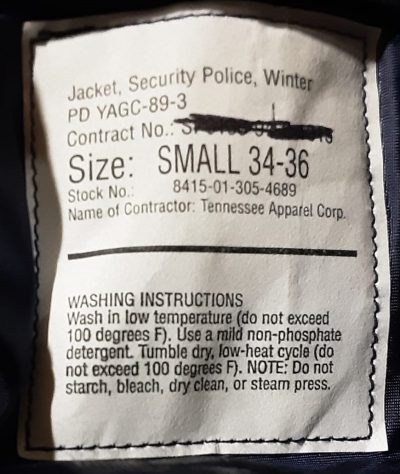 Jacket, Security Police, Winter
PD YAGC-89-3
Contract No.:
Size: SMALL 34-36
Stock No.: 8415-01-305-4689
Name of Contractor: Tennessee Apparel Corp.
WASHING INSTRUCTIONS
Wash in low temperature (do not exceed
100 degrees F). Use a mild non-phosphate
detergent. Tumble dry, low-heat cycle (do
not exceed 100 degrees F). NOTE: Do not
starch, bleach, dry clean, or steam press.